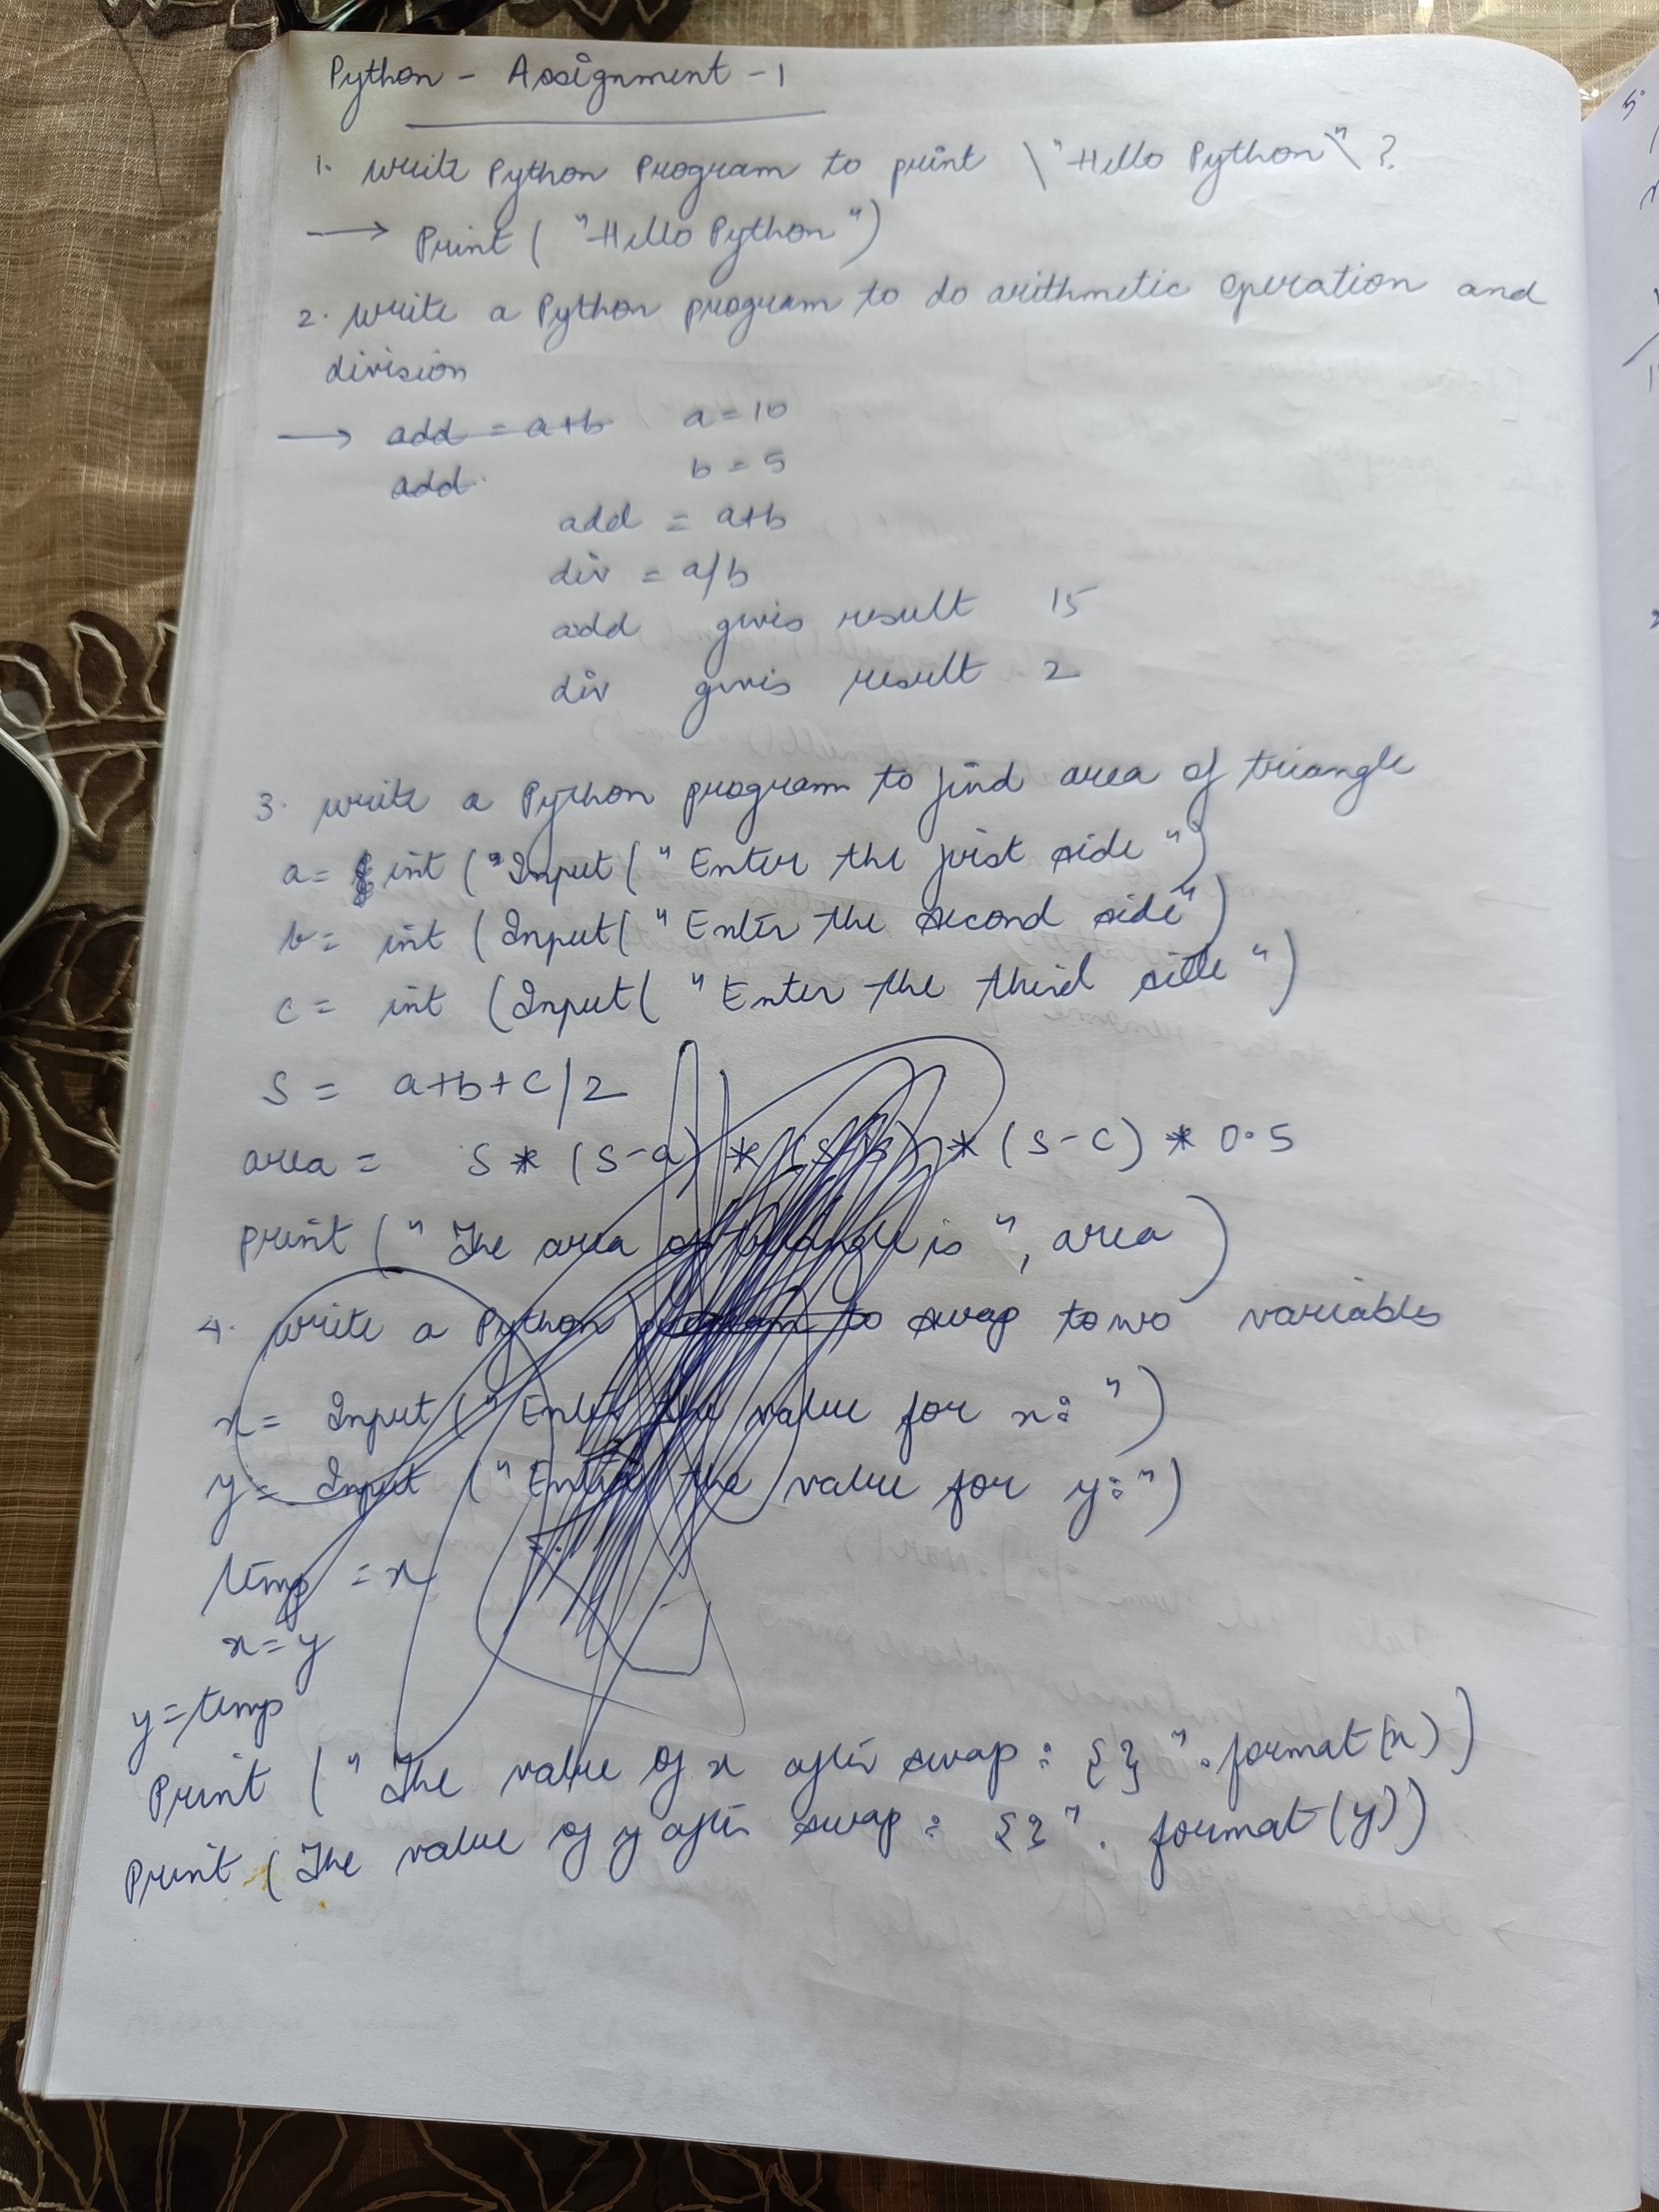 Python - Assignment - 1
1. Write Python Program to print \"Hello Python"\ ?
→ Print ( "Hello Python")
2. Write a Python program to do arithmetic operation and
division
→ add = a+b a = 10
add b = 5
add = a+b
div = a/b
add gives result 15
div gives result 2
3. write a Python program to find area of triangle
a = int ("Input( "Enter the first side ")
b = int (Input( "Enter the second side")
c = int (Input( "Enter the third side ")
S = a+b+c/2
area = S * (S-a) * (S-b) * (S-c) * 0.5
print (" The area of triangle is ", area )
4. write a Python program to swap two variables
x = Input (" Enter the value for x: ")
y = Input ("Enter the value for y:")
temp = x
x = y
y = temp
Print (" The value of x after swap : {} ".format(x) )
Print (The value of y after swap : {} ". format(y))